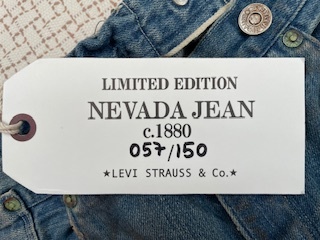 LIMITED EDITION
NEVADA JEAN
c.1880
057/150
★LEVI STRAUSS & Co.★